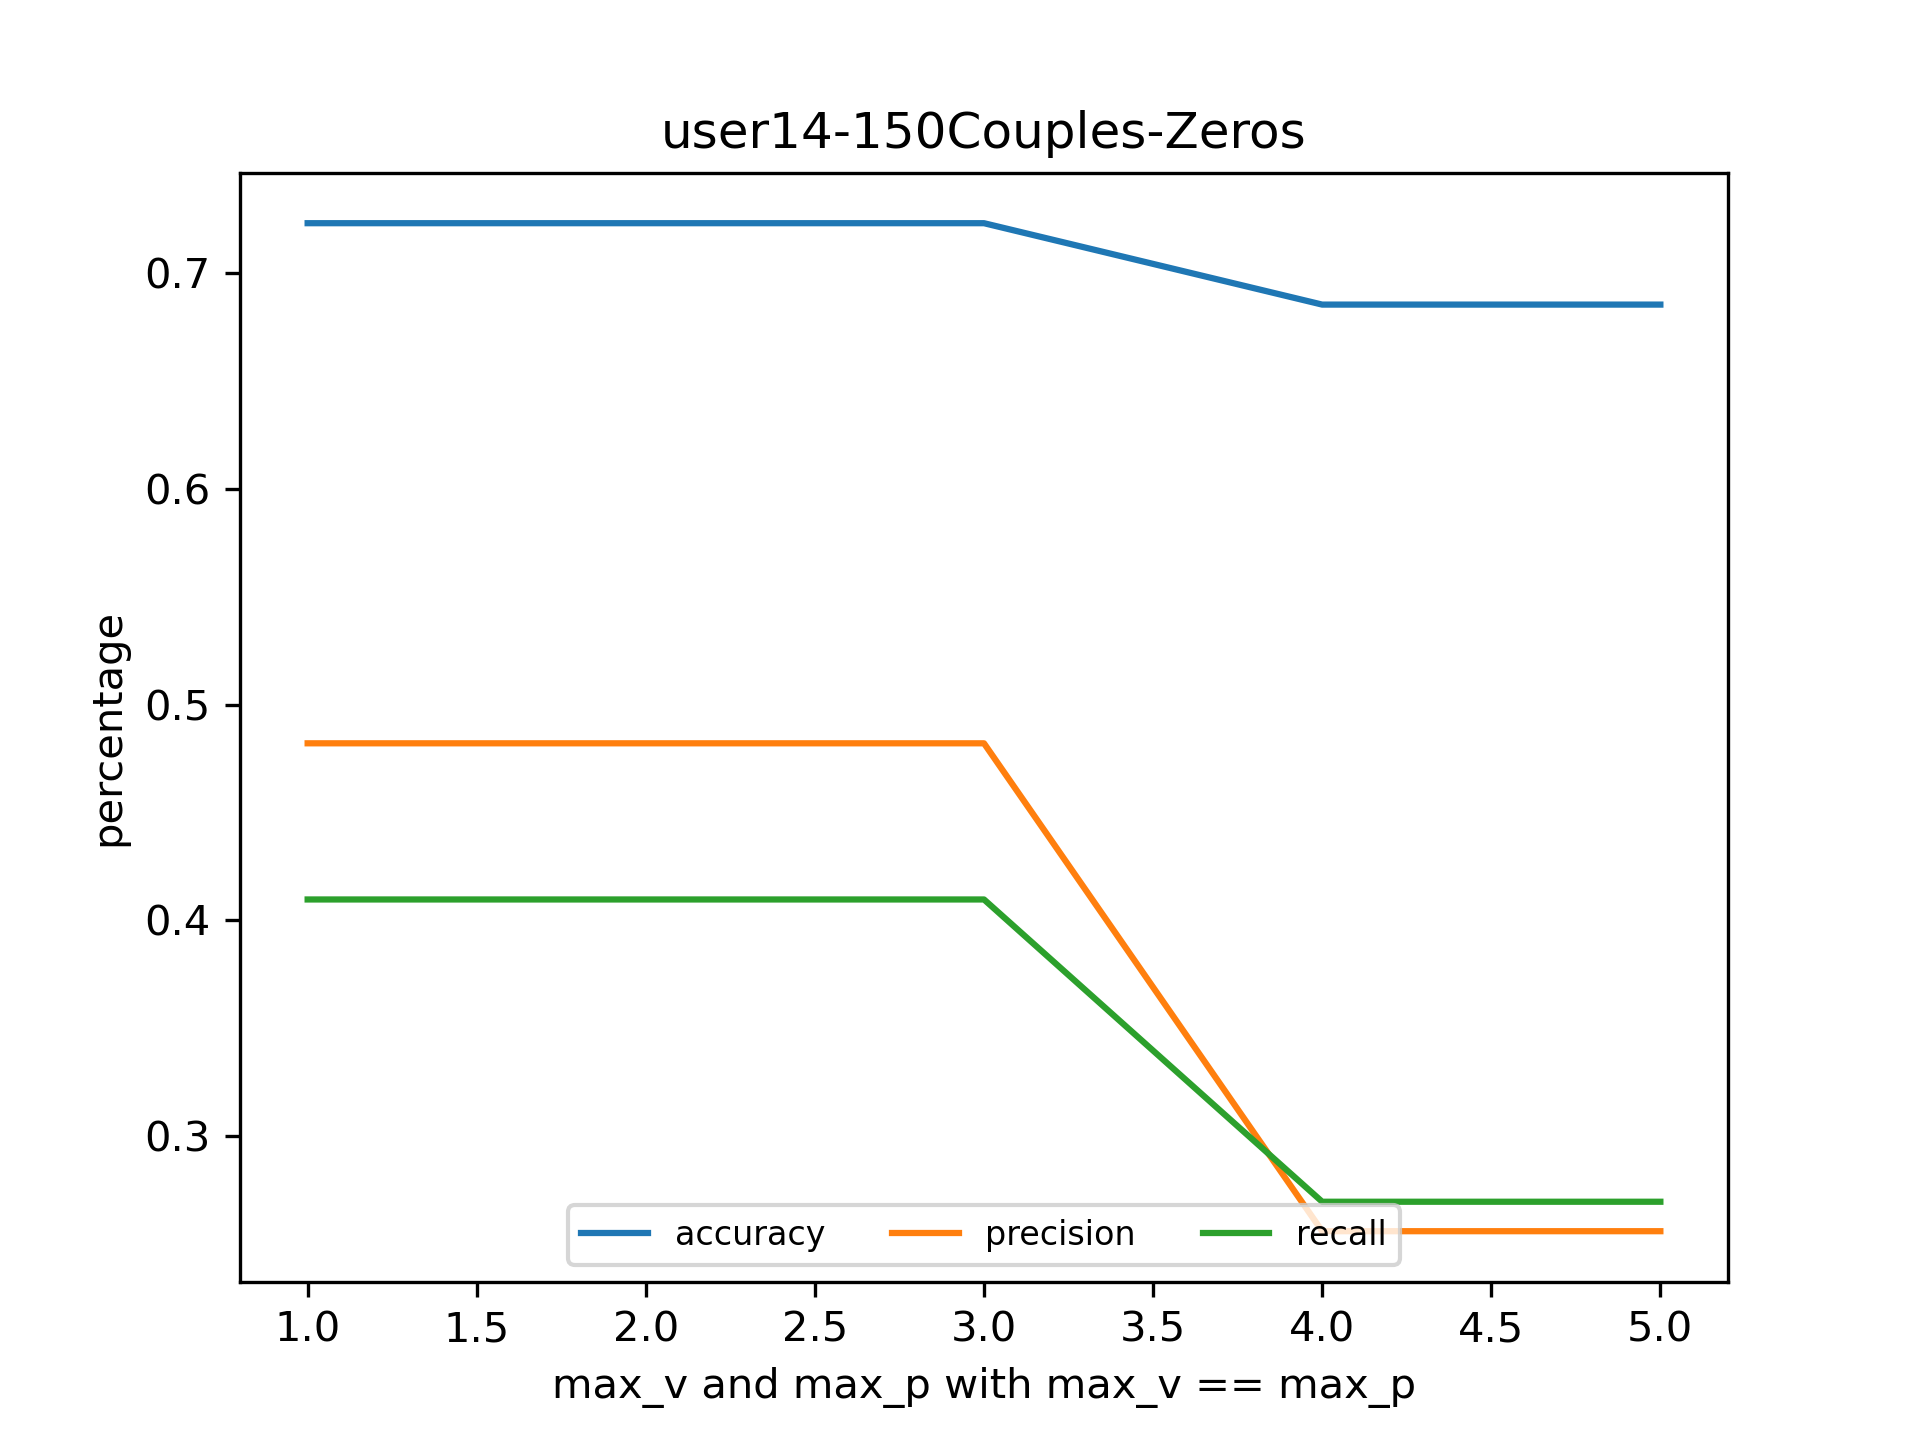 user14-150Couples-Zeros
percentage
0.7
0.6
0.5
0.4
0.3
accuracy precision recall
1.0 1.5 2.0 2.5 3.0 3.5 4.0 4.5 5.0
max_v and max_p with max_v == max_p